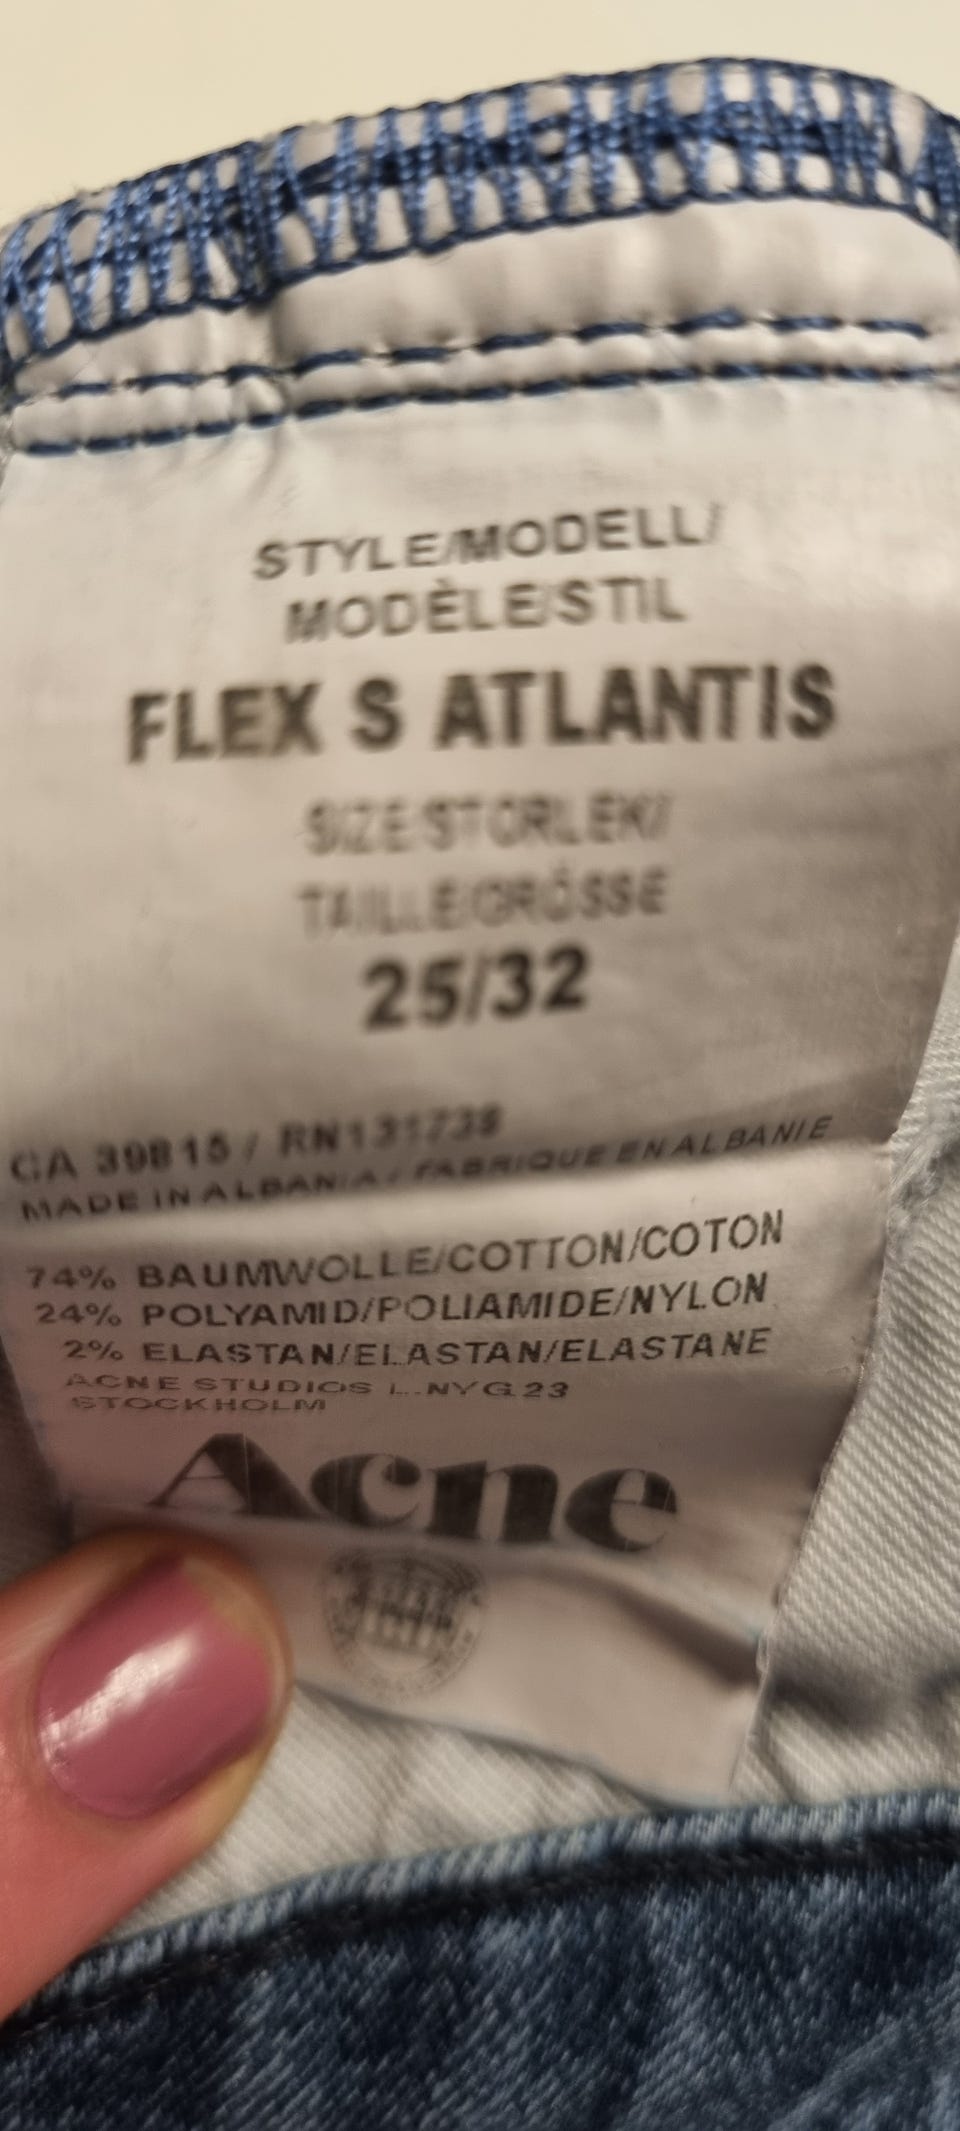 STYLE/MODELL/
MODÈLE/STIL
FLEX S ATLANTIS
SIZE/STORLEK/
TAILLE/GRÖSSE
25/32
CA 39815 / RN131735
MADE IN ALBANIA / FABRIQUE EN ALBANIE
74% BAUMWOLLE/COTTON/COTON
24% POLYAMID/POLIAMIDE/NYLON
2% ELASTAN/ELASTAN/ELASTANE
ACNE STUDIOS L.NYG.23
STOCKHOLM
Acne